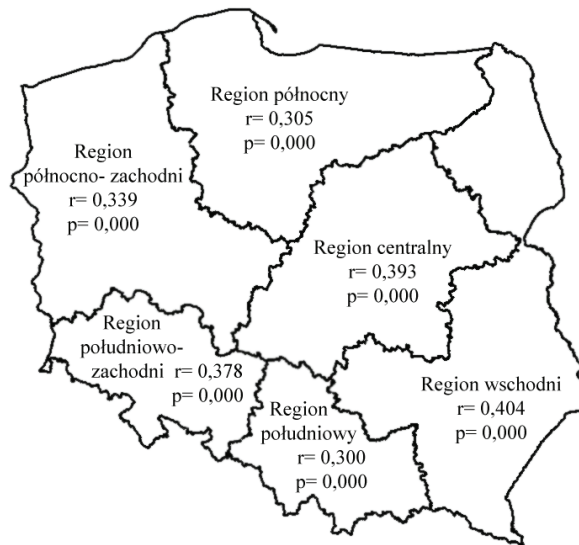 Region północny
r= 0,305
p= 0,000
Region
północno- zachodni
r= 0,339
p= 0,000
Region centralny
r= 0,393
p= 0,000
Region
południowo-
zachodni r= 0,378
p= 0,000
Region wschodni
r= 0,404
p= 0,000
Region
południowy
r= 0,300
p= 0,000